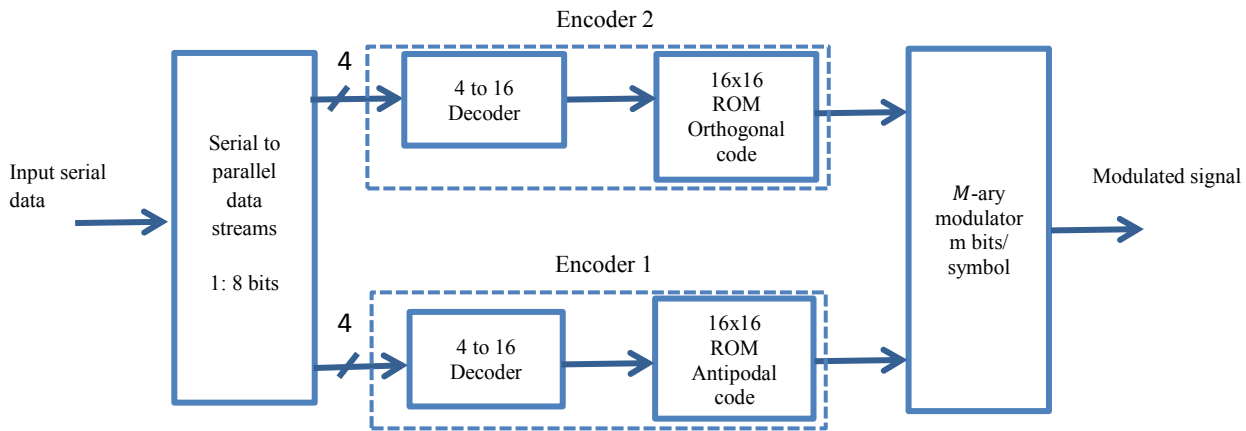 Encoder 2
4
4 to 16
Decoder
16x16
ROM
Orthogonal
code
Input serial
data
Serial to
parallel
data
streams
1: 8 bits
M-ary
modulator
m bits/
symbol
Modulated signal
Encoder 1
4
4 to 16
Decoder
16x16
ROM
Antipodal
code